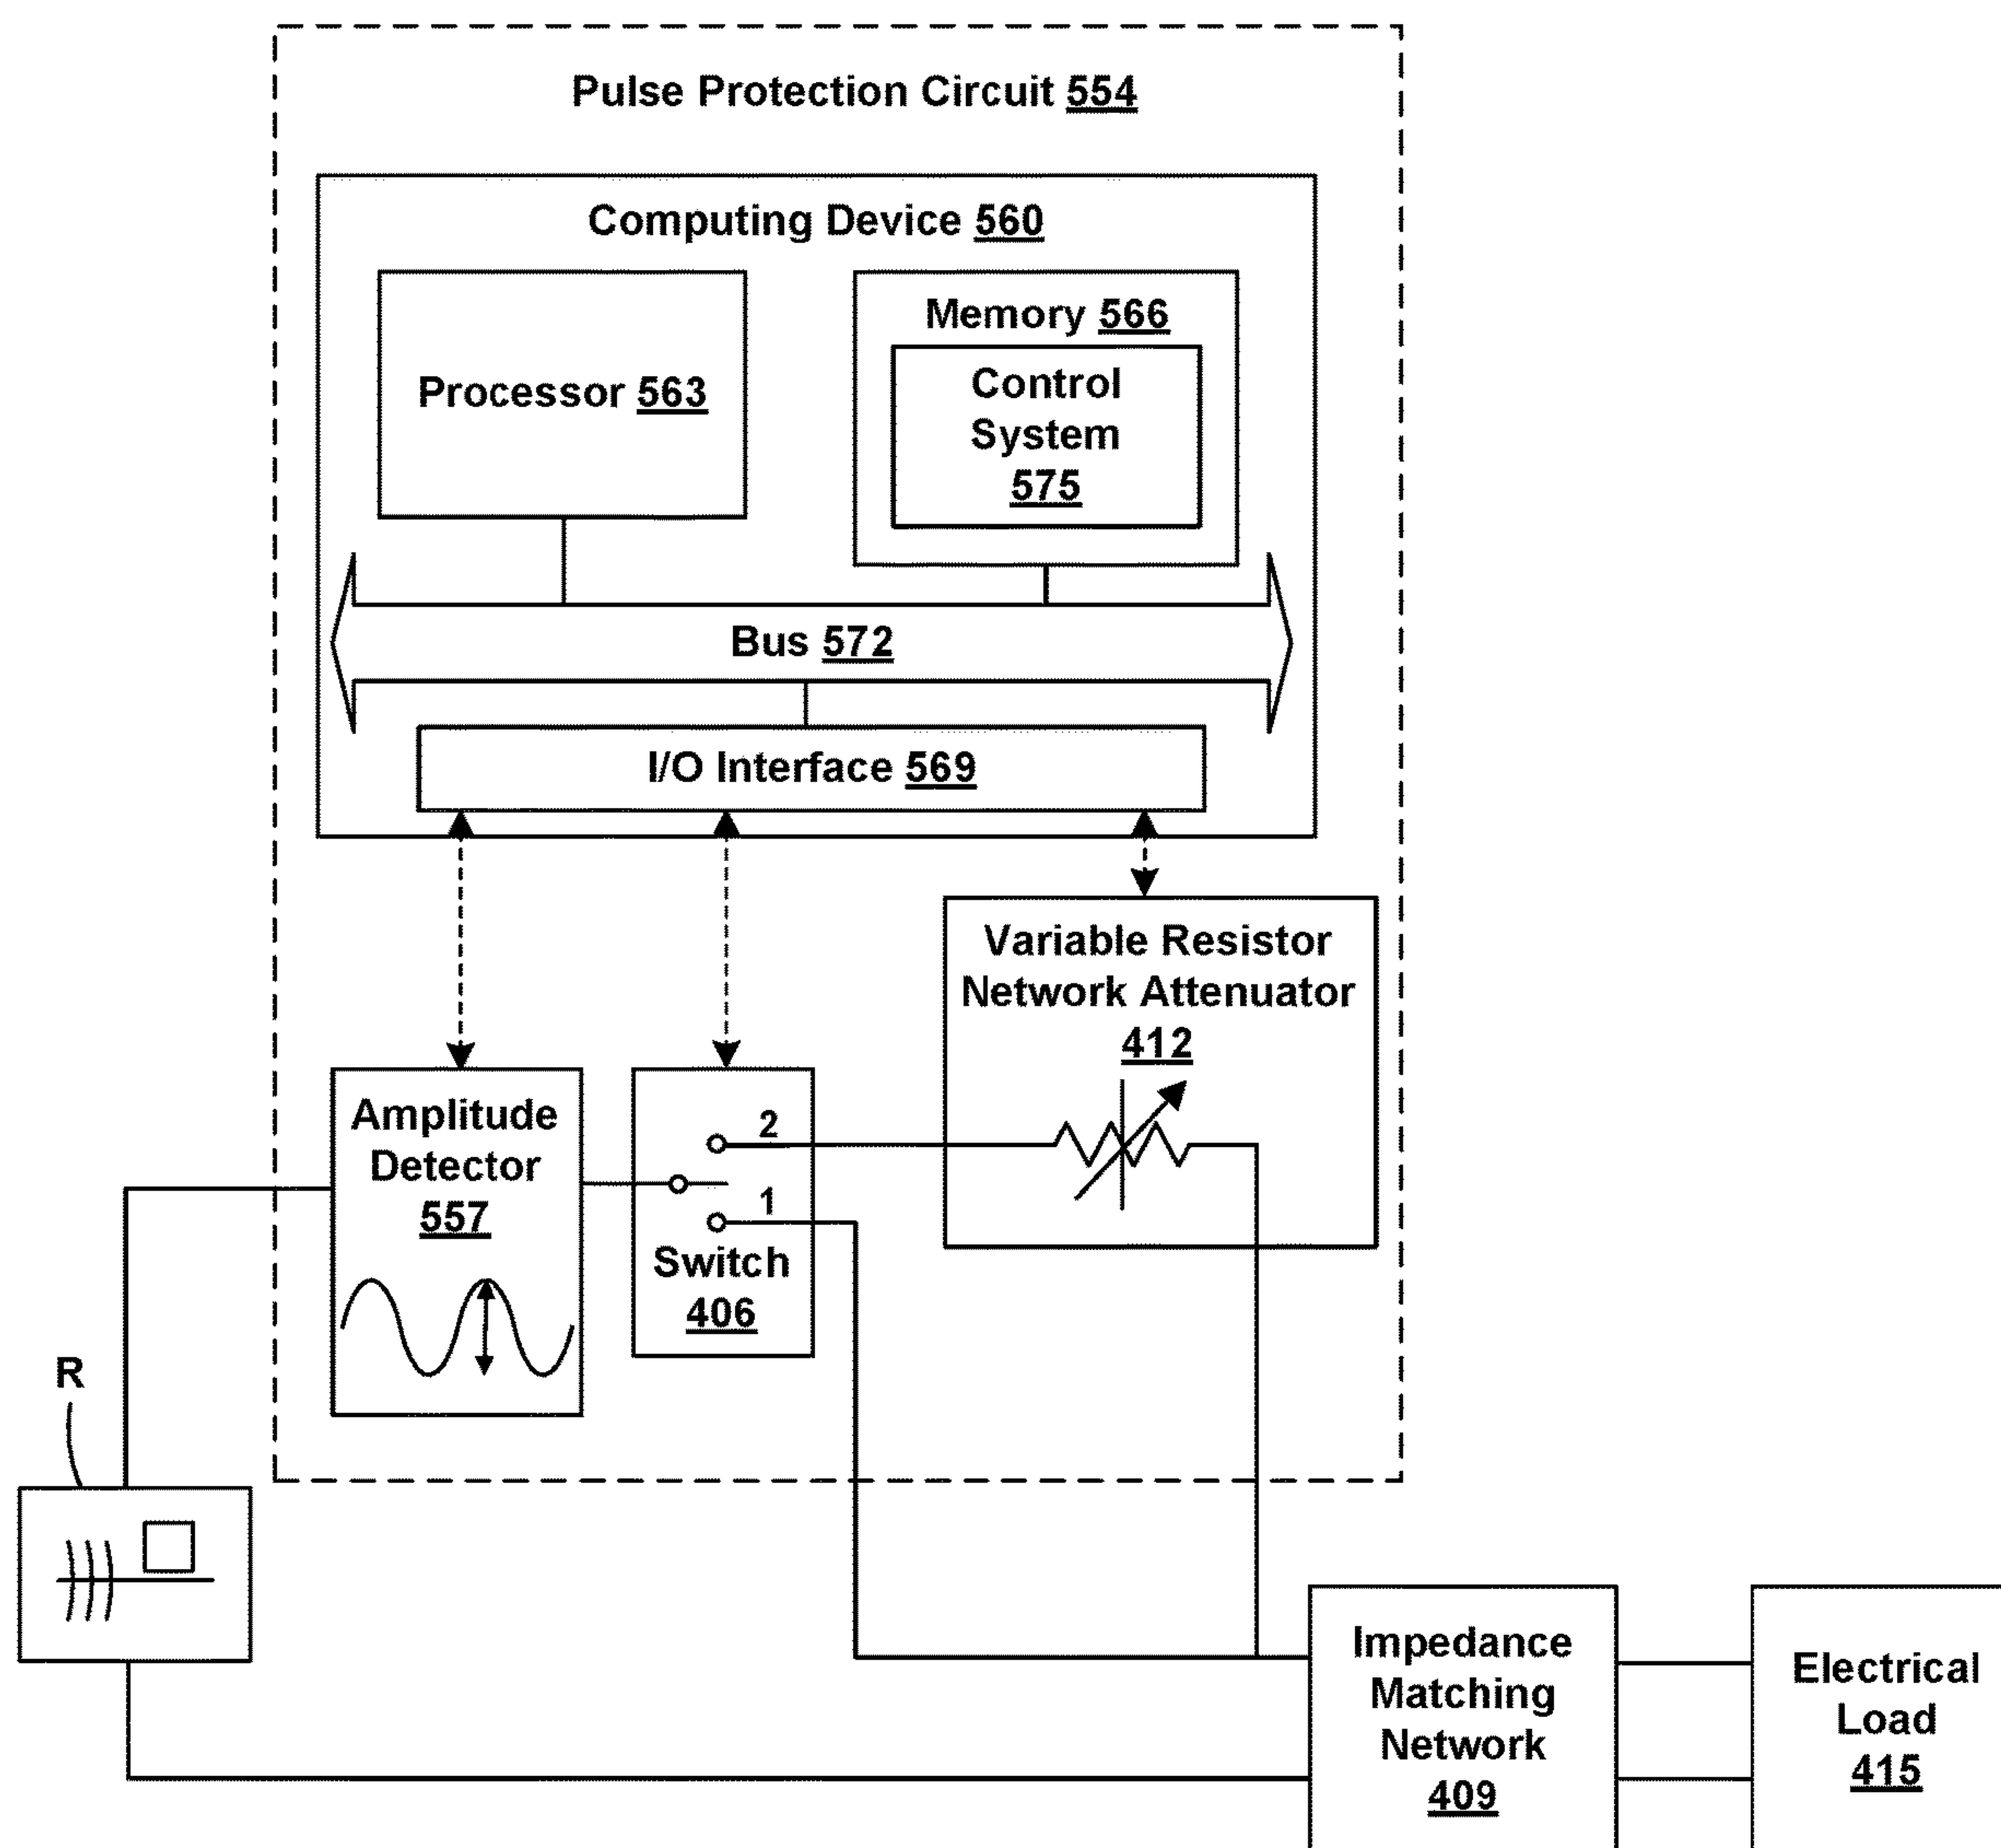 Pulse Protection Circuit 554
Computing Device 560
Processor 563
Memory 566
Control
System
575
Bus 572
I/O Interface 569
Variable Resistor
Network Attenuator
412
Amplitude
Detector
557
2
1
Switch
406
R
Impedance
Matching
Network
409
Electrical
Load
415